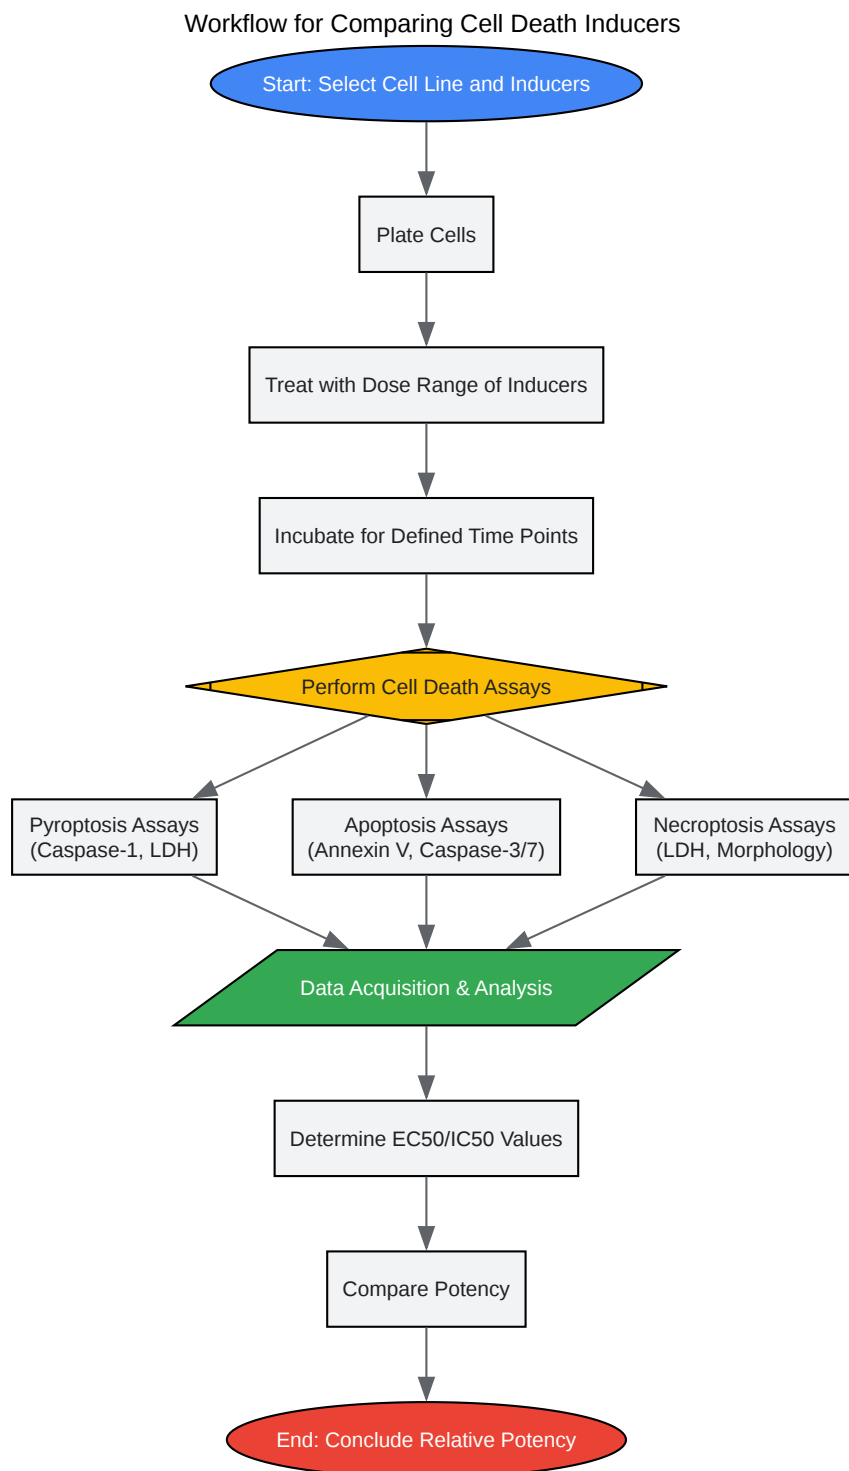 Workflow for Comparing Cell Death Inducers
Start: Select Cell Line and Inducers
Plate Cells
Treat with Dose Range of Inducers
Incubate for Defined Time Points
Perform Cell Death Assays
Pyroptosis Assays
(Caspase-1, LDH)
Apoptosis Assays
(Annexin V, Caspase-3/7)
Necroptosis Assays
(LDH, Morphology)
Data Acquisition & Analysis
Determine EC50/IC50 Values
Compare Potency
End: Conclude Relative Potency